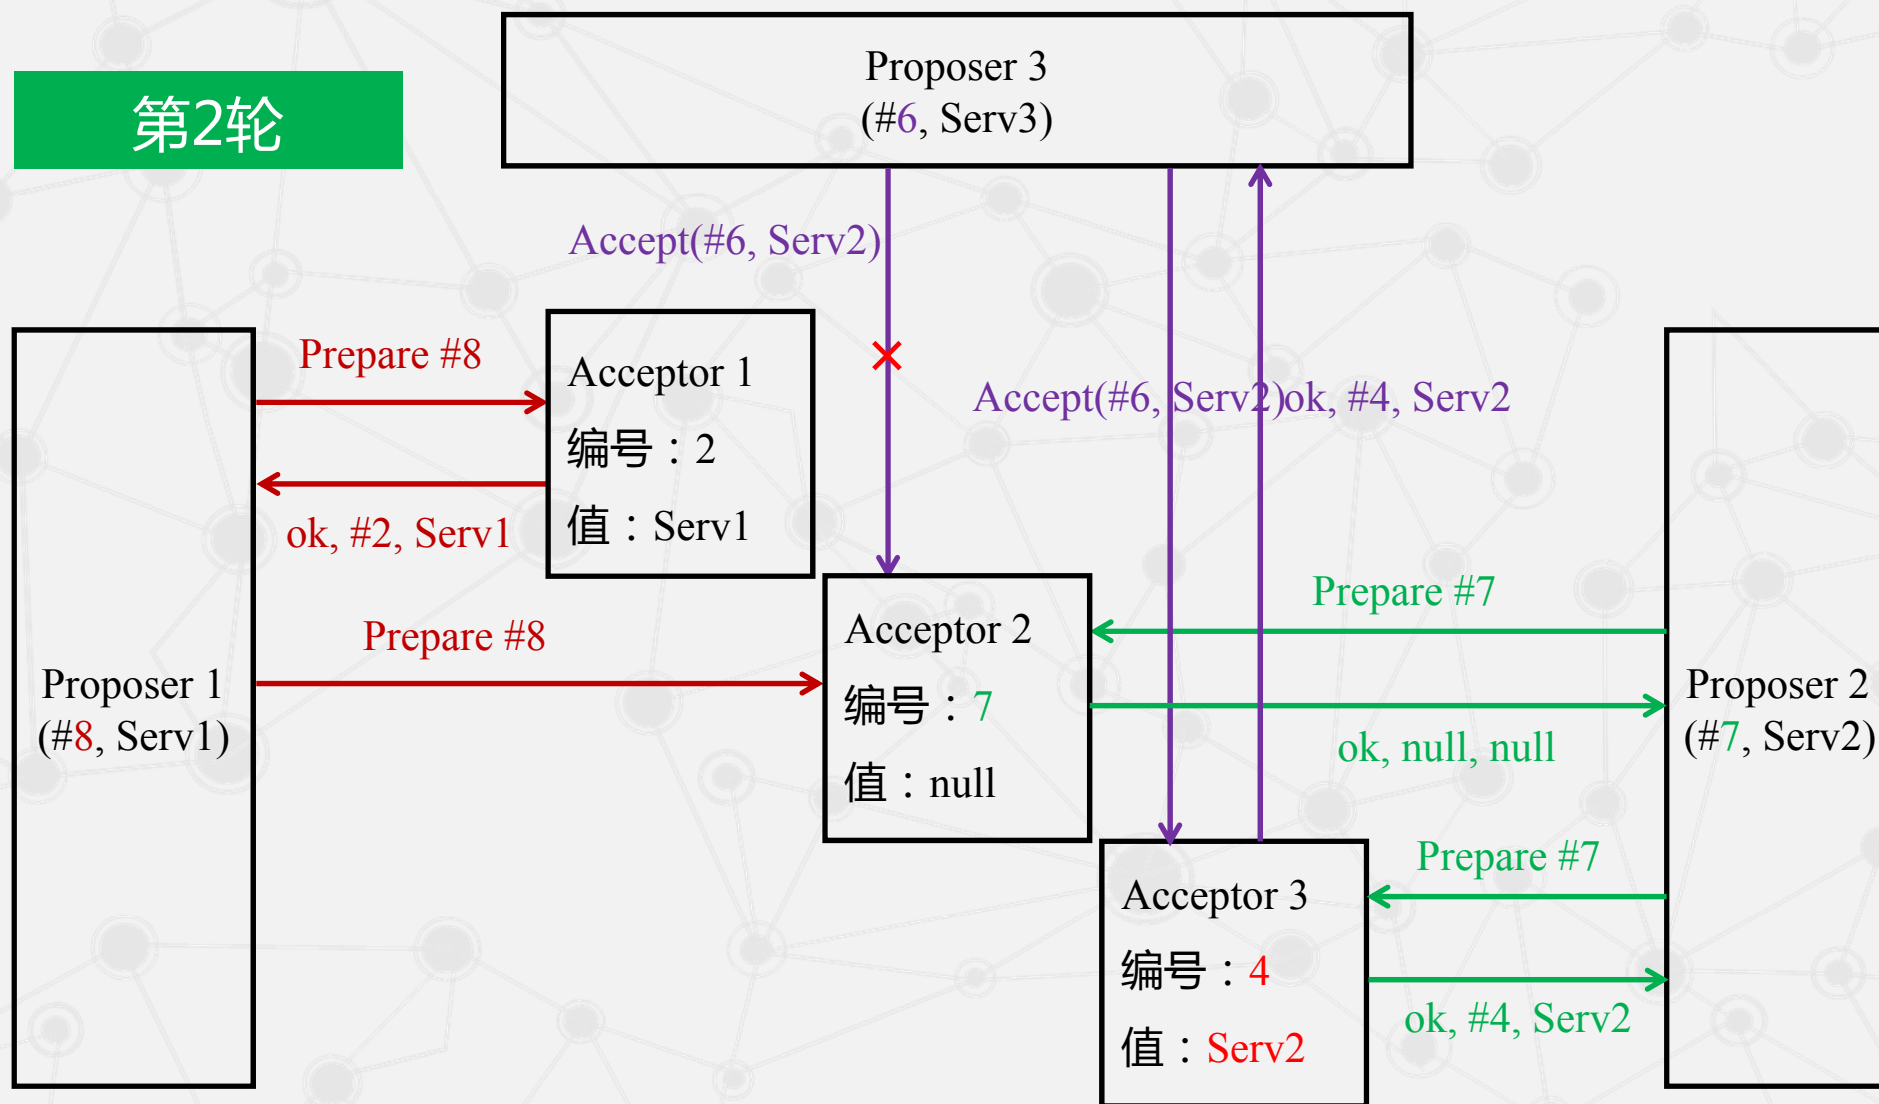 第2轮
Proposer 3
(#6, Serv3)
Accept(#6, Serv2)
Prepare #8
Acceptor 1
编号：2
值：Serv1
ok, #2, Serv1
Accept(#6, Serv2)
ok, #4, Serv2
Prepare #8
Proposer 1
(#8, Serv1)
Acceptor 2
编号：7
值：null
Prepare #7
ok, null, null
Proposer 2
(#7, Serv2)
Prepare #7
Acceptor 3
编号：4
值：Serv2
ok, #4, Serv2